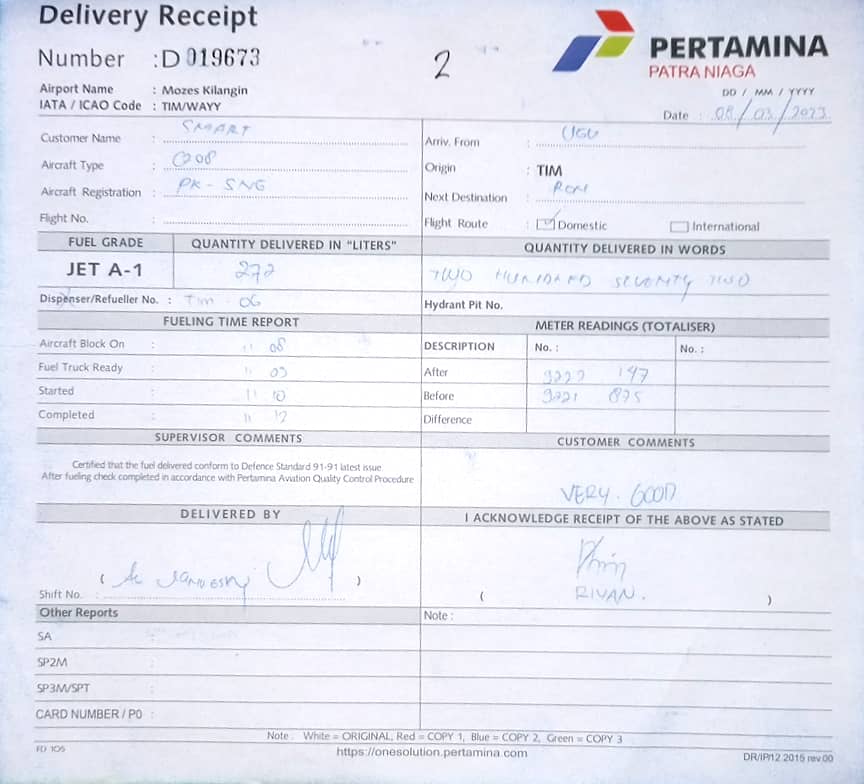 Delivery Receipt
Number : D 019673
2
PERTAMINA
PATRA NIAGA
Airport Name : Mozes Kilangin
IATA / ICAO Code : TIM/WAYY
DD / MM / YYYY
Date : 08/03/2023
Customer Name : SMART
Arriv. From : UGU
Aircraft Type : C208
Origin : TIM
Aircraft Registration : PK-SNG
Next Destination :
Flight No. :
Flight Route : Domestic International
FUEL GRADE QUANTITY DELIVERED IN "LITERS" QUANTITY DELIVERED IN WORDS
JET A-1 272 TWO HUNDRED SEVENTY TWO
Dispenser/Refueller No. : TIM 06 Hydrant Pit No.
FUELING TIME REPORT METER READINGS (TOTALISER)
Aircraft Block On : 11 08 DESCRIPTION No. : No. :
Fuel Truck Ready : 11 09 After 147
Started : 11 10 Before 875
Completed : 11 12 Difference
SUPERVISOR COMMENTS CUSTOMER COMMENTS
Certified that the fuel delivered conform to Defence Standard 91-91 latest issue
After fueling check completed in accordance with Pertamina Aviation Quality Control Procedure
VERY GOOD
DELIVERED BY I ACKNOWLEDGE RECEIPT OF THE ABOVE AS STATED
Shift No. : ( ) ( RIVAN. )
Other Reports Note :
SA :
SP2M :
SP3M/SPT :
CARD NUMBER / PO :
Note : White = ORIGINAL, Red = COPY 1, Blue = COPY 2, Green = COPY 3
FD 105 https://onesolution.pertamina.com DR/IP/12 2015 rev.00